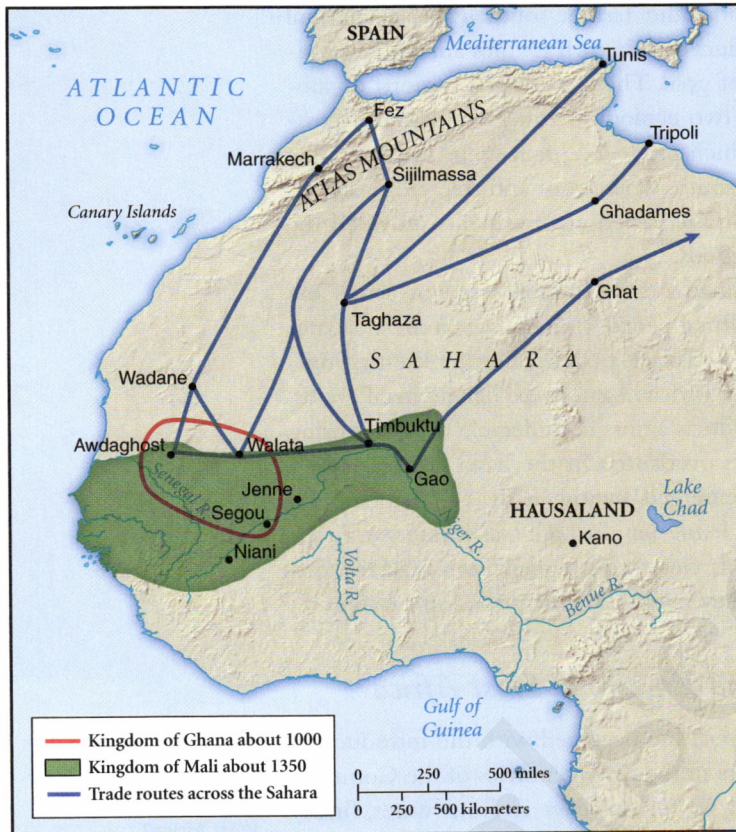 SPAIN
Mediterranean Sea
Tunis
ATLANTIC
OCEAN
Fez
Tripoli
Marrakech
ATLAS MOUNTAINS
Sijilmassa
Canary Islands
Ghadames
Ghat
Taghaza
SAHARA
Wadane
Timbuktu
Awdaghost
Walata
Gao
Senegal R.
Jenne
Lake
Chad
Segou
HAUSALAND
Niger R.
Kano
Niani
Volta R.
Benue R.
Gulf of
Guinea
Kingdom of Ghana about 1000
Kingdom of Mali about 1350
Trade routes across the Sahara
0 250 500 miles
0 250 500 kilometers